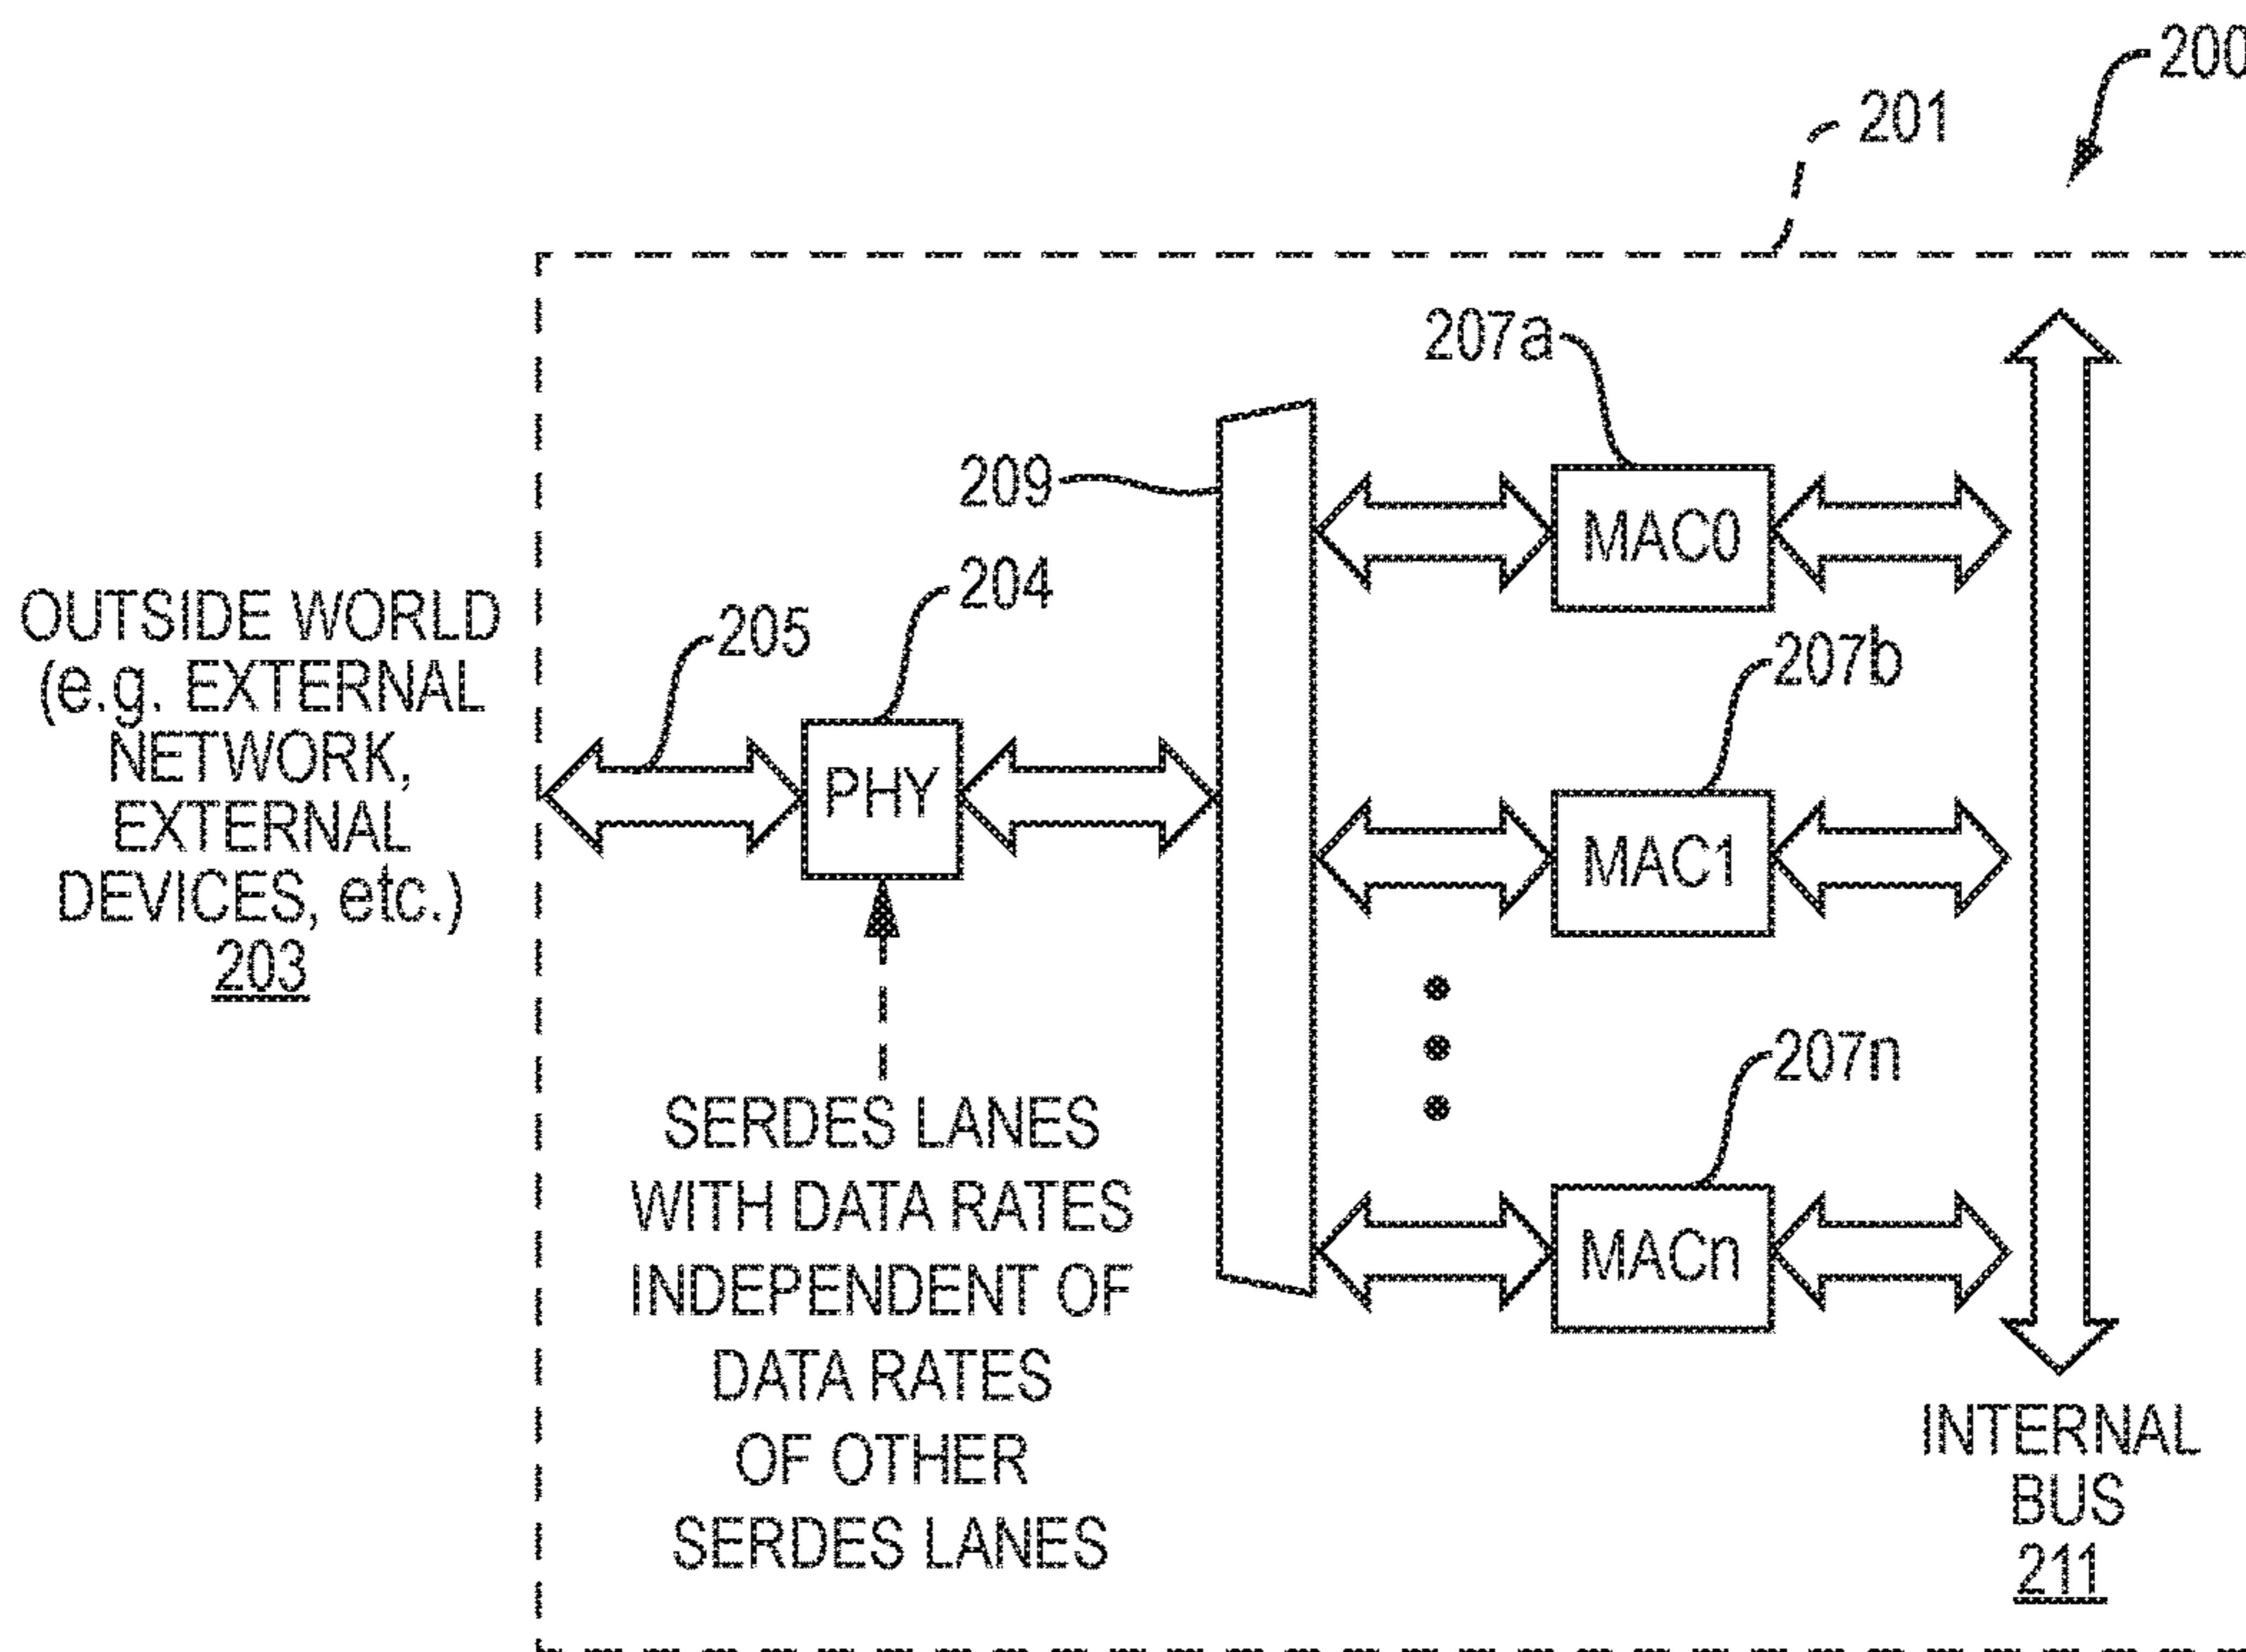 200
201
207a
209
MAC0
204
205
207b
OUTSIDE WORLD
(e.g. EXTERNAL
NETWORK,
EXTERNAL
DEVICES, etc.)
203
PHY
MAC1
207n
SERDES LANES
WITH DATA RATES
INDEPENDENT OF
DATA RATES
OF OTHER
SERDES LANES
MACn
INTERNAL
BUS
211